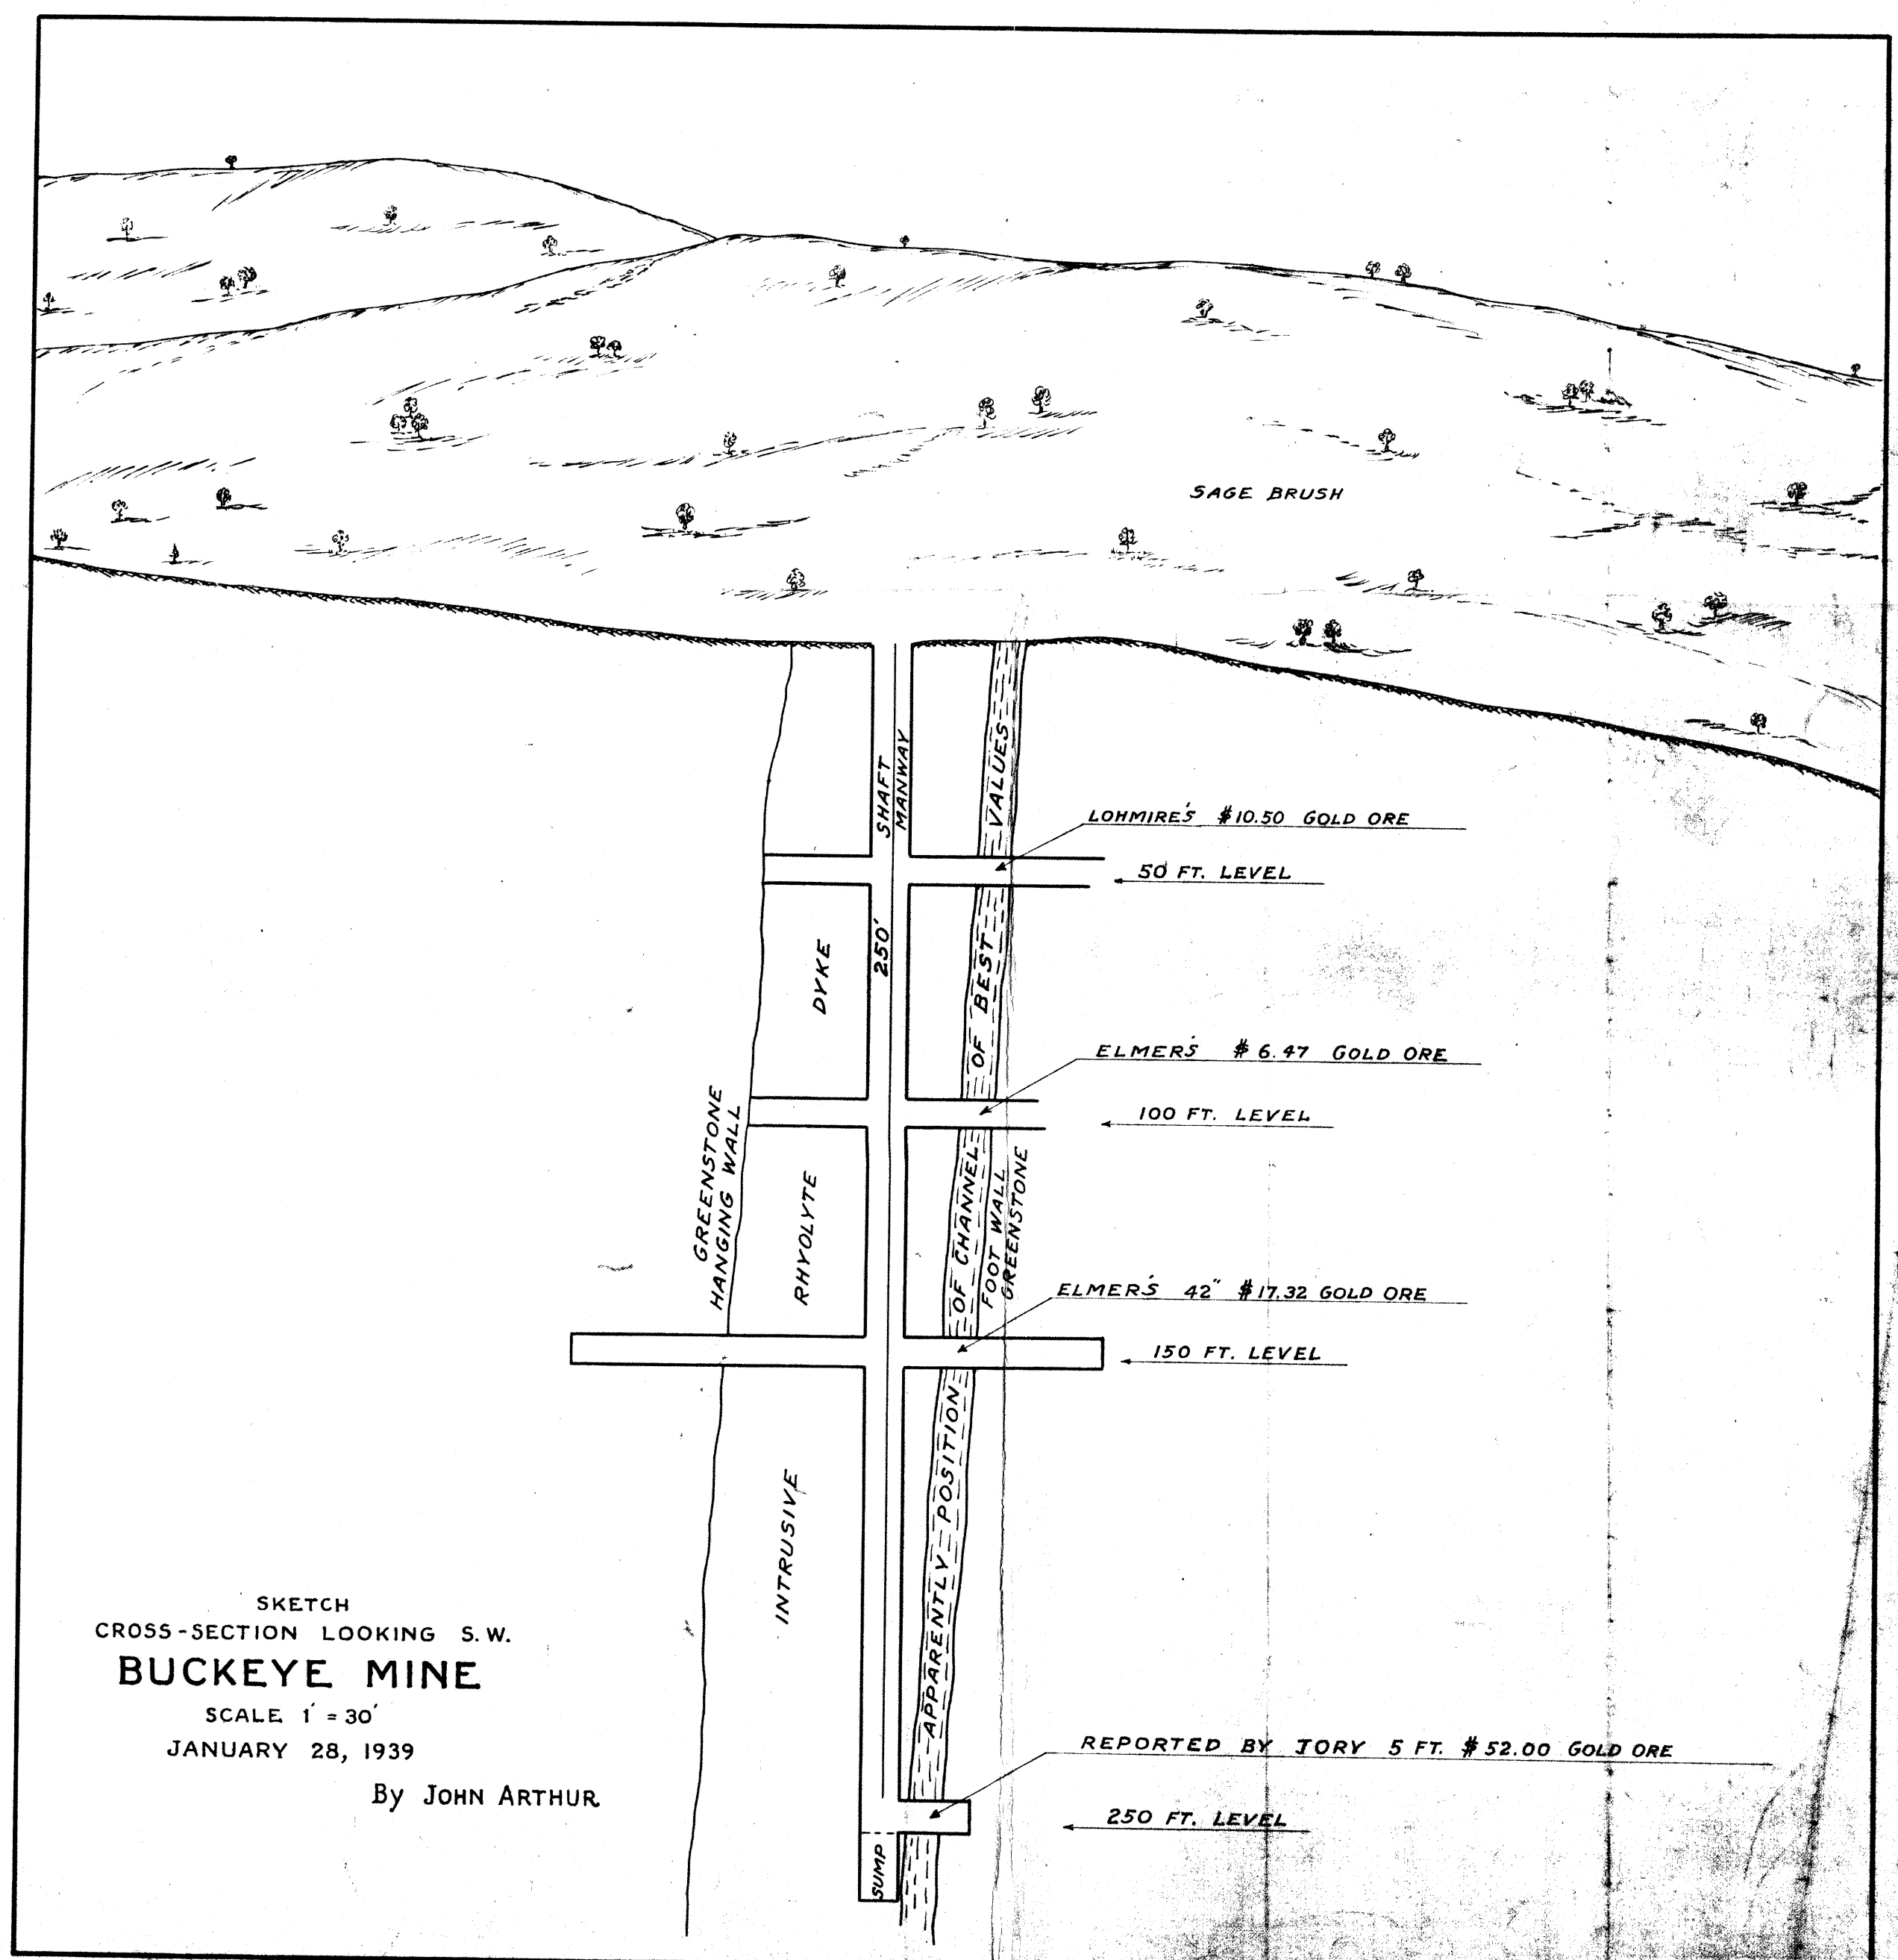 SAGE BRUSH
SHAFT
MANWAY
250'
LOHMIRE'S $10.50 GOLD ORE
50 FT. LEVEL
DYKE
ELMER'S $6.47 GOLD ORE
100 FT. LEVEL
GREENSTONE
HANGING WALL
RHYOLYTE
APPARENTLY POSITION OF CHANNEL OF BEST VALUES
FOOT WALL
GREENSTONE
ELMER'S 42" $17.32 GOLD ORE
150 FT. LEVEL
INTRUSIVE
REPORTED BY JORY 5 FT. $52.00 GOLD ORE
250 FT. LEVEL
SUMP
SKETCH
CROSS-SECTION LOOKING S.W.
BUCKEYE MINE
SCALE 1' = 30'
JANUARY 28, 1939
By JOHN ARTHUR